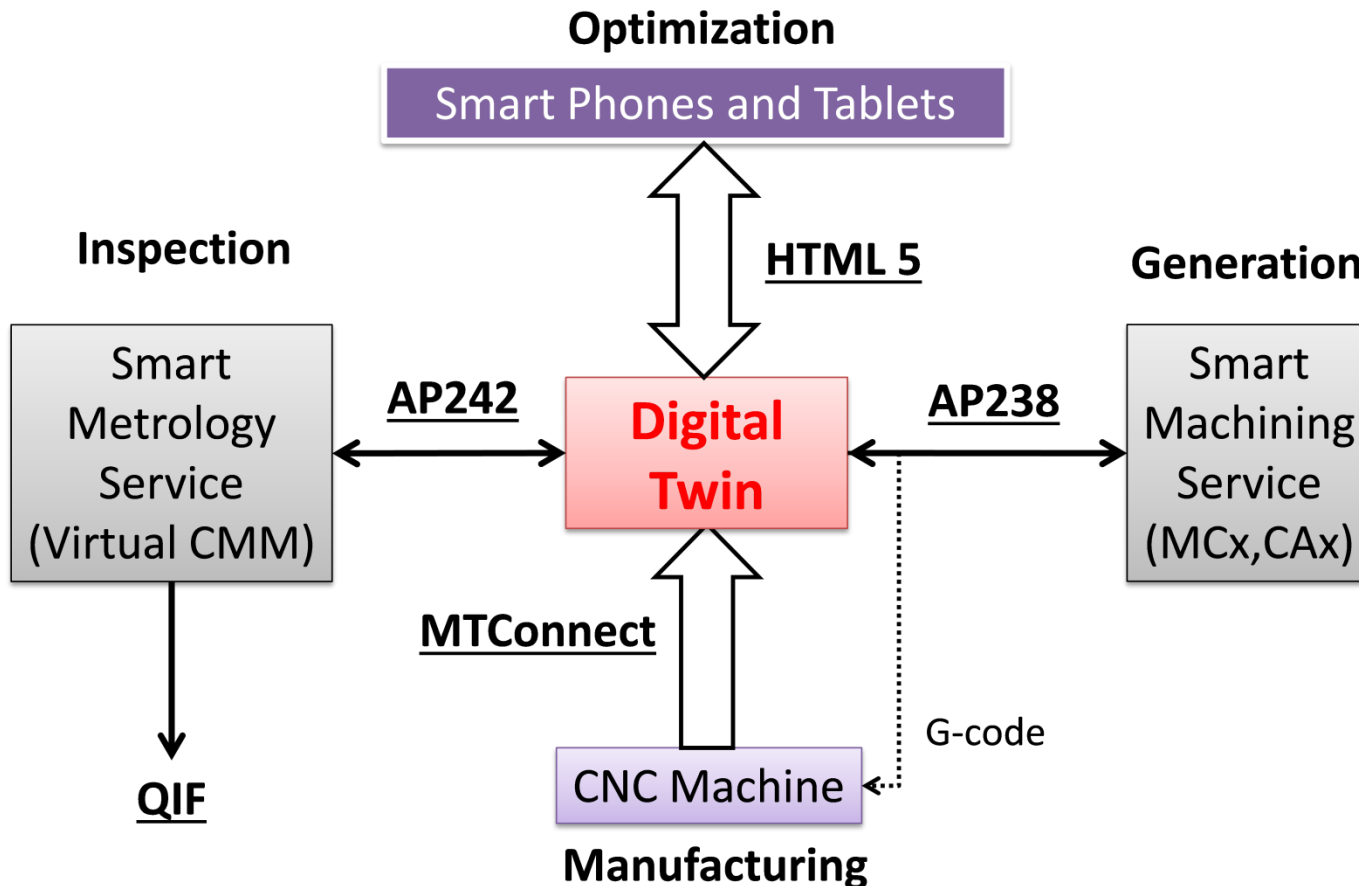 Optimization
Smart Phones and Tablets
HTML 5
Inspection
Smart
Metrology
Service
(Virtual CMM)
AP242
Digital
Twin
AP238
Generation
Smart
Machining
Service
(MCx,CAx)
MTConnect
G-code
QIF
CNC Machine
Manufacturing